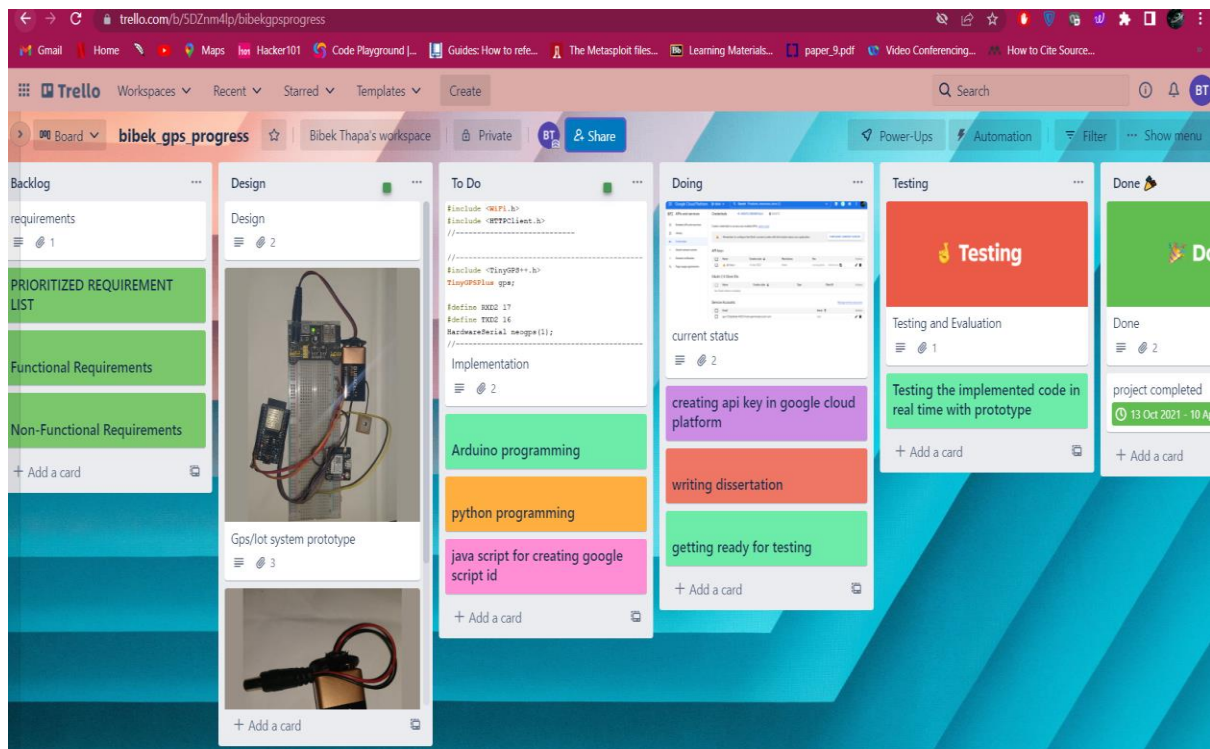 trello.com/b/5DZnm4lp/bibekgpsprogress
Gmail Home Maps Hacker101 Code Playground |... Guides: How to refe... The Metasploit files... Learning Materials... paper_9.pdf Video Conferencing... How to Cite Source...
Trello Workspaces Recent Starred Templates Create Search BT
Board bibek_gps_progress Bibek Thapa's workspace Private BT Share Power-Ups Automation Filter Show menu
Backlog
requirements
1
PRIORITIZED REQUIREMENT
LIST
Functional Requirements
Non-Functional Requirements
+ Add a card
Design
Design
2
Gps/Iot system prototype
3
+ Add a card
To Do
#include <WiFi.h>
#include <HTTPClient.h>
//----------------------------
//----------------------------------------
#include <TinyGPS++.h>
TinyGPSPlus gps;
#define RXD2 17
#define TXD2 16
HardwareSerial neogps(1);
//----------------------------------------
Implementation
2
Arduino programming
python programming
java script for creating google
script id
+ Add a card
Doing
current status
2
creating api key in google cloud
platform
writing dissertation
getting ready for testing
+ Add a card
Testing
Testing
Testing and Evaluation
1
Testing the implemented code in
real time with prototype
+ Add a card
Done
Do
Done
2
project completed
13 Oct 2021 - 10 A
+ Add a card